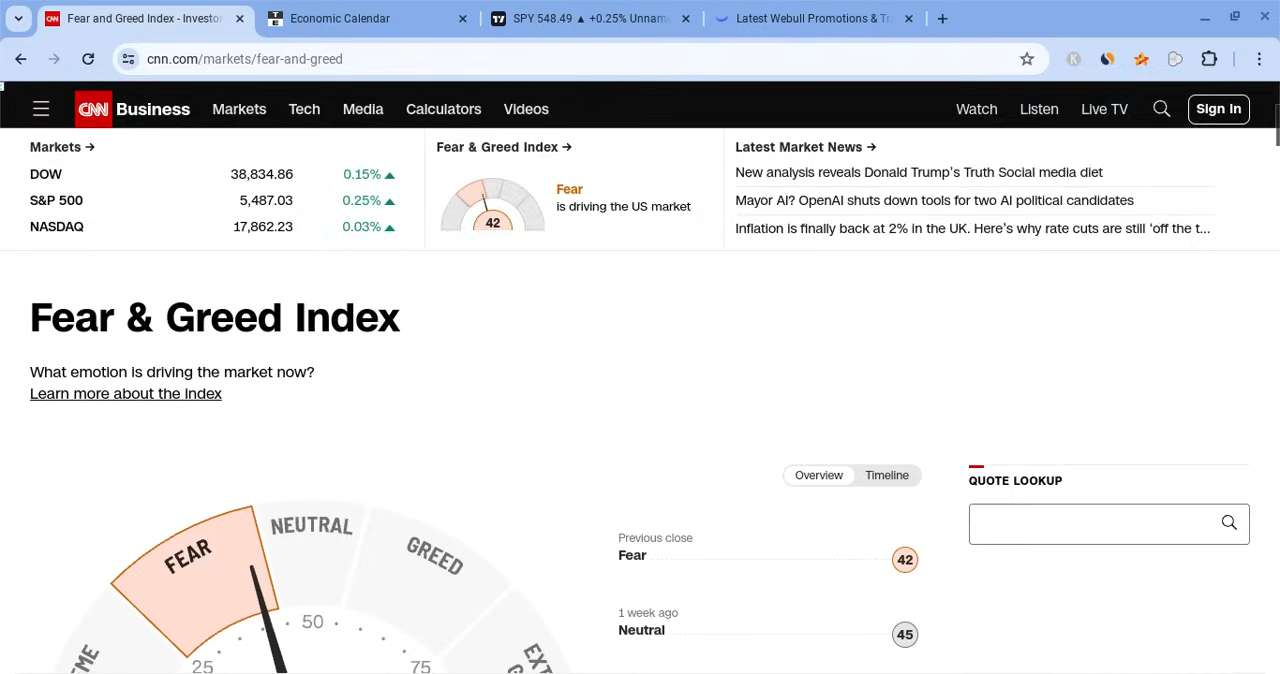 Fear and Greed Index - Investor
Economic Calendar
SPY 548.49 ▲ +0.25% Unnam
Latest Webull Promotions & Tr
cnn.com/markets/fear-and-greed
CNN Business Markets Tech Media Calculators Videos Watch Listen Live TV Sign in
Markets →
DOW 38,834.86 0.15% ▲
S&P 500 5,487.03 0.25% ▲
NASDAQ 17,862.23 0.03% ▲
Fear & Greed Index →
42
Fear
is driving the US market
Latest Market News →
New analysis reveals Donald Trump's Truth Social media diet
Mayor AI? OpenAI shuts down tools for two AI political candidates
Inflation is finally back at 2% in the UK. Here's why rate cuts are still 'off the t...
Fear & Greed Index
What emotion is driving the market now?
Learn more about the index
Overview Timeline
FEAR
NEUTRAL
GREED
25
50
75
Previous close
Fear 42
1 week ago
Neutral 45
QUOTE LOOKUP